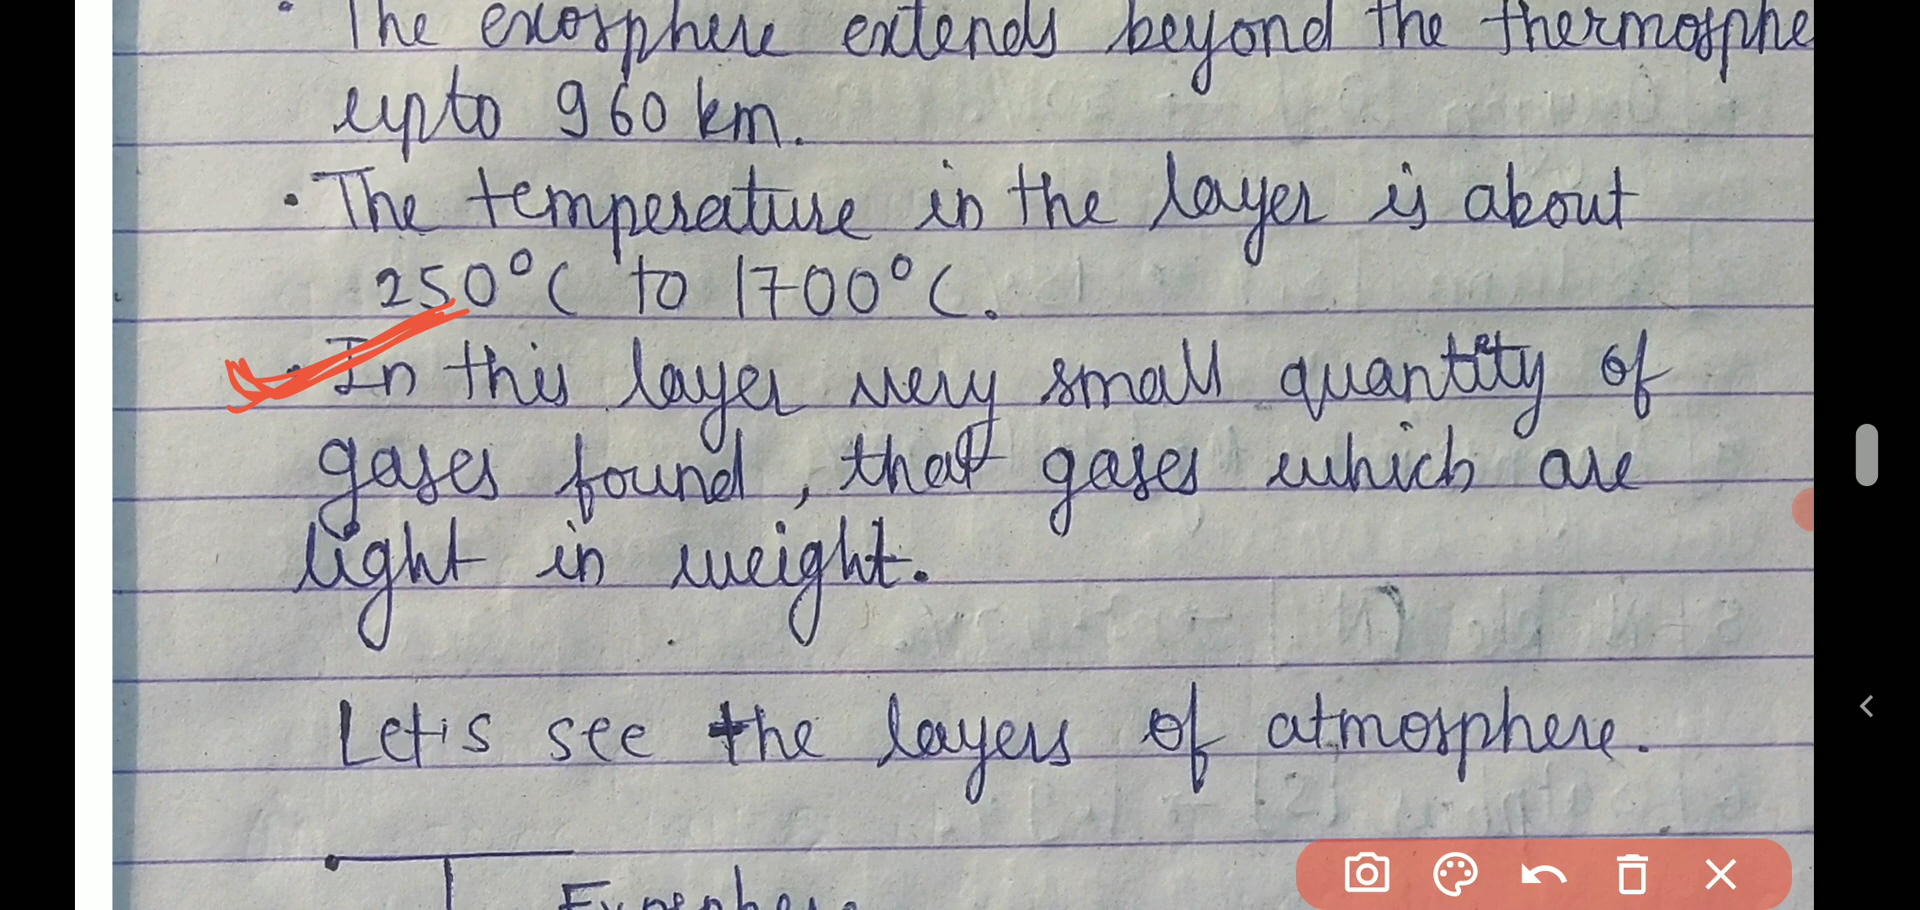 • The exosphere extends beyond the thermosphe
upto 960 km.
• The temperature in the layer is about
250°C to 1700°C.
• In this layer very small quantity of
gases found, that gases which are
light in weight.
Let's see the layers of atmosphere.